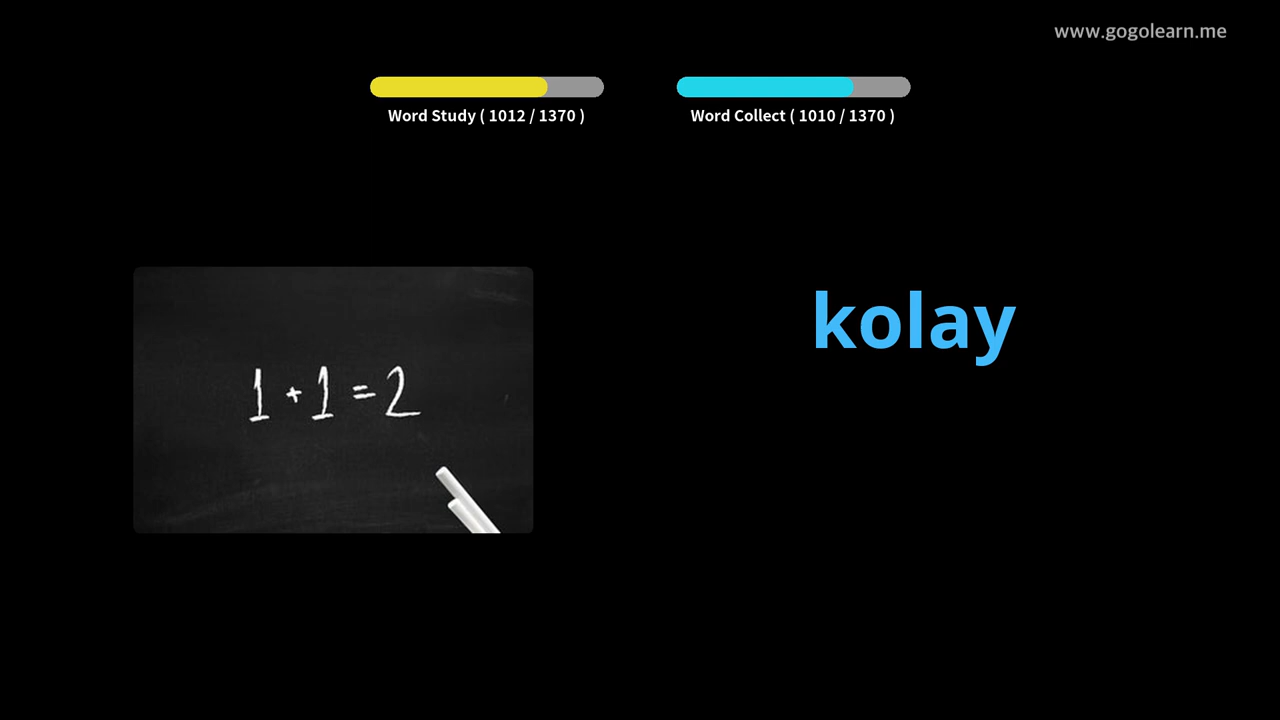 www.gogolearn.me
Word Study ( 1012 / 1370 )
Word Collect ( 1010 / 1370 )
kolay
1 + 1 = 2